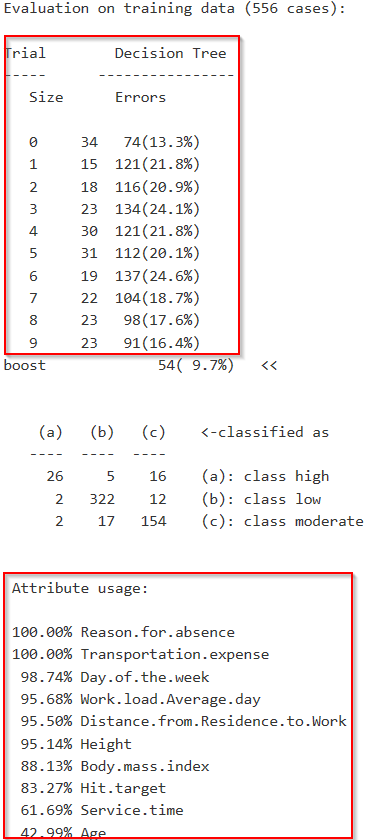 Evaluation on training data (556 cases):
Trial Decision Tree
----- ----------------
Size Errors
0 34 74(13.3%)
1 15 121(21.8%)
2 18 116(20.9%)
3 23 134(24.1%)
4 30 121(21.8%)
5 31 112(20.1%)
6 19 137(24.6%)
7 22 104(18.7%)
8 23 98(17.6%)
9 23 91(16.4%)
boost 54( 9.7%) <<
(a) (b) (c) <-classified as
---- ---- ----
26 5 16 (a): class high
2 322 12 (b): class low
2 17 154 (c): class moderate
Attribute usage:
100.00% Reason.for.absence
100.00% Transportation.expense
98.74% Day.of.the.week
95.68% Work.load.Average.day
95.50% Distance.from.Residence.to.Work
95.14% Height
88.13% Body.mass.index
83.27% Hit.target
61.69% Service.time
42.99% Age